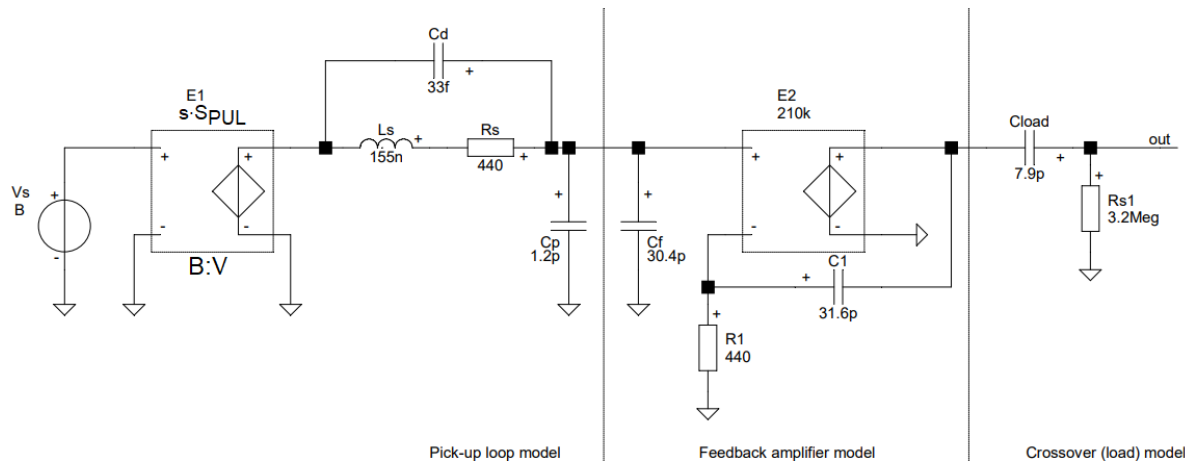 Cd
+
33f
E1
s·SPUL
E2
210k
Ls
+
155n
Rs
+
440
Cload
+
7.9p
out
Vs
B
+
-
+
-
+
-
B:V
+
Cp
1.2p
+
Cf
30.4p
+
-
+
-
C1
+
31.6p
+
R1
440
+
Rs1
3.2Meg
Pick-up loop model
Feedback amplifier model
Crossover (load) model